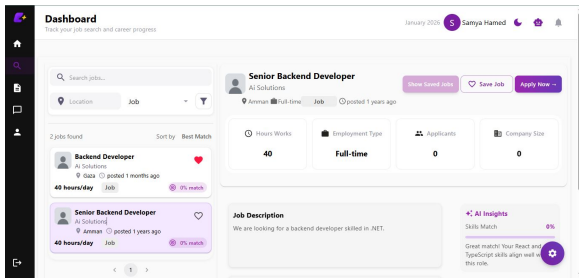 Dashboard
Track your job search and career progress
January 2026
S
Samya Hamed
Search jobs...
Location
Job
2 jobs found
Sort by
Best Match
Backend Developer
Ai Solutions
Gaza
posted 1 months ago
40 hours/day
Job
0% match
Senior Backend Developer
Ai Solutions
Amman
posted 1 years ago
40 hours/day
Job
0% match
< 1 >
Senior Backend Developer
Ai Solutions
Amman
Full-time
Job
posted 1 years ago
Show Saved Jobs
Save Job
Apply Now →
Hours Works
40
Employment Type
Full-time
Applicants
0
Company Size
0
Job Description
We are looking for a backend developer skilled in .NET.
AI Insights
Skills Match
0%
Great match! Your React and
TypeScript skills align well w
this role.